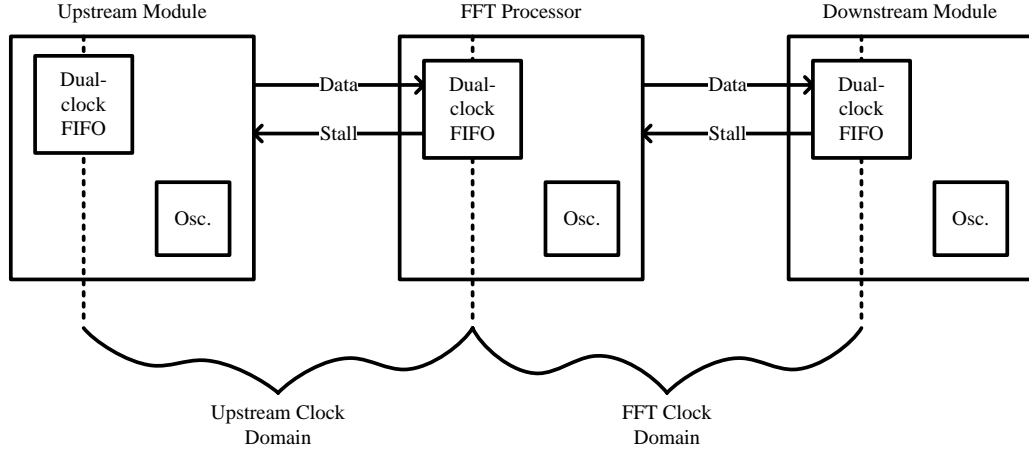 Upstream Module
FFT Processor
Downstream Module
Dual-
clock
FIFO
Data
Stall
Dual-
clock
FIFO
Data
Stall
Dual-
clock
FIFO
Osc.
Osc.
Osc.
Upstream Clock
Domain
FFT Clock
Domain